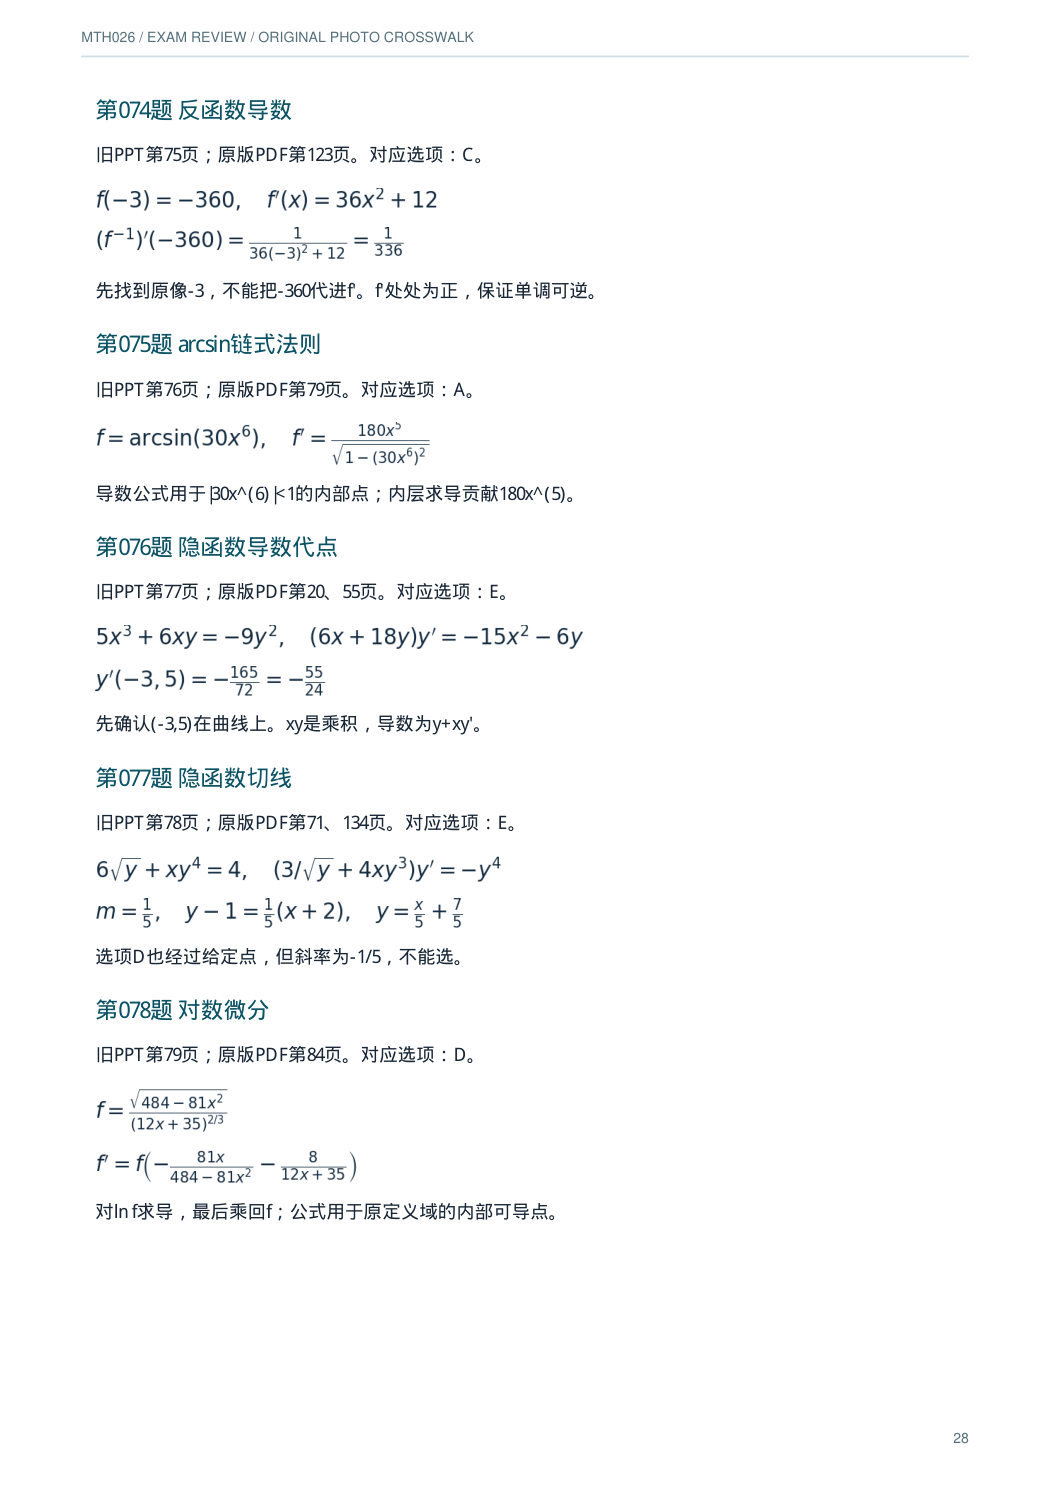 MTH026 / EXAM REVIEW / ORIGINAL PHOTO CROSSWALK
第074题 反函数导数
旧PPT第75页；原版PDF第123页。对应选项：C。
f(−3) = −360,  f′(x) = 36x² + 12
(f⁻¹)′(−360) = 1/(36(−3)² + 12) = 1/336
先找到原像-3，不能把-360代进f'。f'处处为正，保证单调可逆。
第075题 arcsin链式法则
旧PPT第76页；原版PDF第79页。对应选项：A。
f = arcsin(30x⁶),  f′ = 180x⁵/√(1 − (30x⁶)²)
导数公式用于|30x^(6)|<1的内部点；内层求导贡献180x^(5)。
第076题 隐函数导数代点
旧PPT第77页；原版PDF第20、55页。对应选项：E。
5x³ + 6xy = −9y²,  (6x + 18y)y′ = −15x² − 6y
y′(−3, 5) = −165/72 = −55/24
先确认(-3,5)在曲线上。xy是乘积，导数为y+xy'。
第077题 隐函数切线
旧PPT第78页；原版PDF第71、134页。对应选项：E。
6√y + xy⁴ = 4,  (3/√y + 4xy³)y′ = −y⁴
m = 1/5,  y − 1 = 1/5(x + 2),  y = x/5 + 7/5
选项D也经过给定点，但斜率为-1/5，不能选。
第078题 对数微分
旧PPT第79页；原版PDF第84页。对应选项：D。
f = √(484 − 81x²)/(12x + 35)^(2/3)
f′ = f(−81x/(484 − 81x²) − 8/(12x + 35))
对ln f求导，最后乘回f；公式用于原定义域的内部可导点。
28